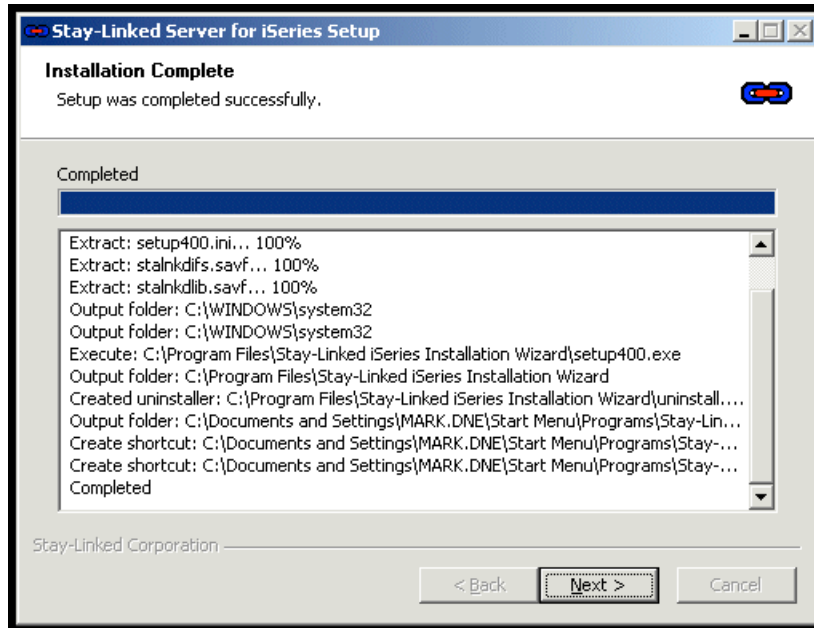 Stay-Linked Server for iSeries Setup
Installation Complete
Setup was completed successfully.
Completed
Extract: setup400.ini... 100%
Extract: stalnkdifs.savf... 100%
Extract: stalnkdlib.savf... 100%
Output folder: C:\WINDOWS\system32
Output folder: C:\WINDOWS\system32
Execute: C:\Program Files\Stay-Linked iSeries Installation Wizard\setup400.exe
Output folder: C:\Program Files\Stay-Linked iSeries Installation Wizard
Created uninstaller: C:\Program Files\Stay-Linked iSeries Installation Wizard\uninstall....
Output folder: C:\Documents and Settings\MARK.DNE\Start Menu\Programs\Stay-Lin...
Create shortcut: C:\Documents and Settings\MARK.DNE\Start Menu\Programs\Stay-...
Create shortcut: C:\Documents and Settings\MARK.DNE\Start Menu\Programs\Stay-...
Completed
Stay-Linked Corporation
< Back Next > Cancel